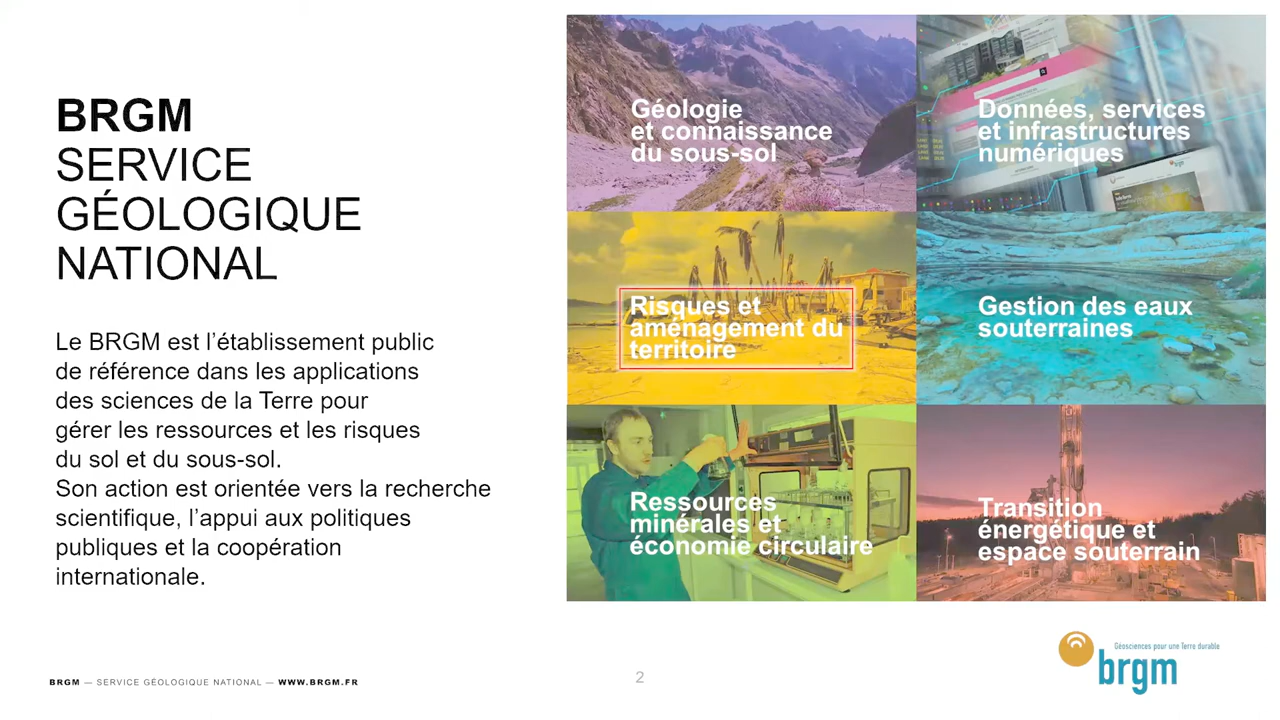 BRGM
SERVICE
GÉOLOGIQUE
NATIONAL
Le BRGM est l’établissement public
de référence dans les applications
des sciences de la Terre pour
gérer les ressources et les risques
du sol et du sous-sol.
Son action est orientée vers la recherche
scientifique, l’appui aux politiques
publiques et la coopération
internationale.
Géologie
et connaissance
du sous-sol
Données, services
et infrastructures
numériques
brgm
Risques et
aménagement du
territoire
Gestion des eaux
souterraines
Ressources
minérales et
économie circulaire
Transition
énergétique et
espace souterrain
BRGM — SERVICE GÉOLOGIQUE NATIONAL — WWW.BRGM.FR
2
Géosciences pour une Terre durable
brgm